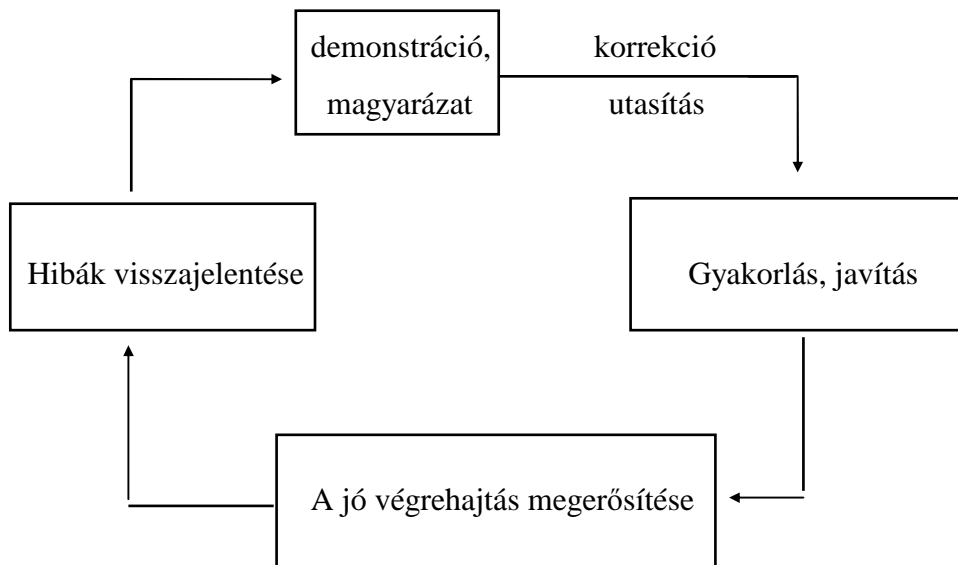 demonstráció,
magyarázat
korrekció
utasítás
Hibák visszajelentése
Gyakorlás, javítás
A jó végrehajtás megerősítése